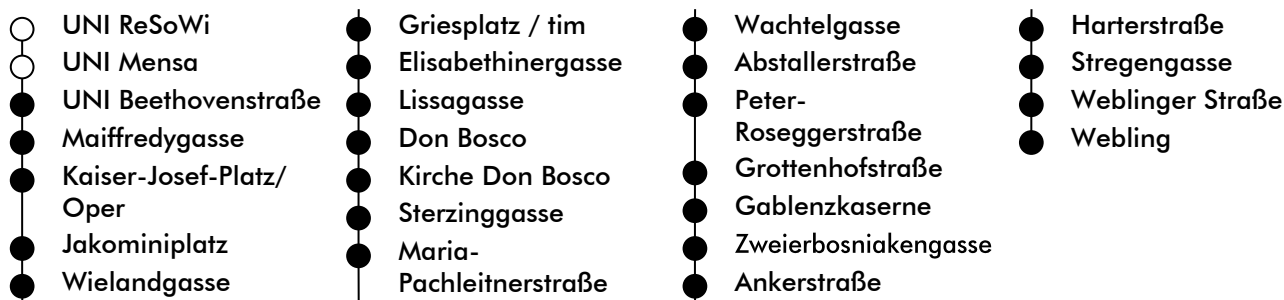 UNI ReSoWi
UNI Mensa
UNI Beethovenstraße
Maiffredygasse
Kaiser-Josef-Platz/
Oper
Jakominiplatz
Wielandgasse
Griesplatz / tim
Elisabethinergasse
Lissagasse
Don Bosco
Kirche Don Bosco
Sterzinggasse
Maria-
Pachleitnerstraße
Wachtelgasse
Abstallerstraße
Peter-
Roseggerstraße
Grottenhofstraße
Gablenzkaserne
Zweierbosniakengasse
Ankerstraße
Harterstraße
Stregengasse
Weblinger Straße
Webling